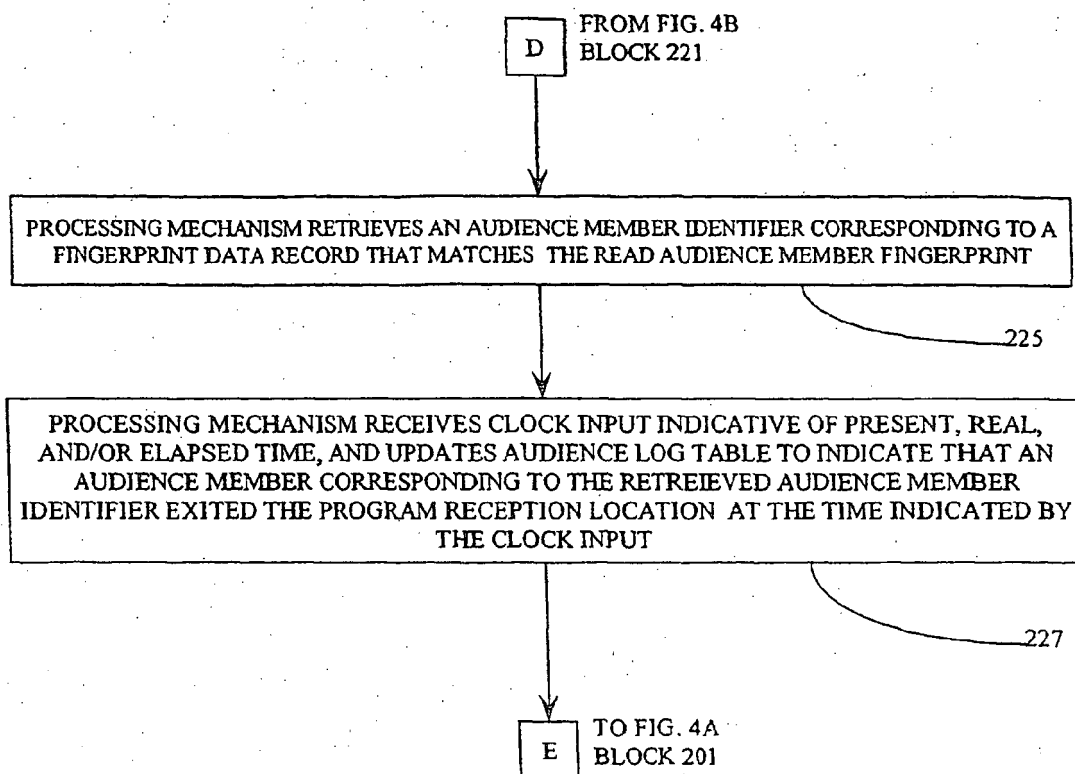 FROM FIG. 4B
D
BLOCK 221
PROCESSING MECHANISM RETRIEVES AN AUDIENCE MEMBER IDENTIFIER CORRESPONDING TO A
FINGERPRINT DATA RECORD THAT MATCHES THE READ AUDIENCE MEMBER FINGERPRINT
225
PROCESSING MECHANISM RECEIVES CLOCK INPUT INDICATIVE OF PRESENT, REAL,
AND/OR ELAPSED TIME, AND UPDATES AUDIENCE LOG TABLE TO INDICATE THAT AN
AUDIENCE MEMBER CORRESPONDING TO THE RETREIEVED AUDIENCE MEMBER
IDENTIFIER EXITED THE PROGRAM RECEPTION LOCATION AT THE TIME INDICATED BY
THE CLOCK INPUT
227
TO FIG. 4A
E
BLOCK 201